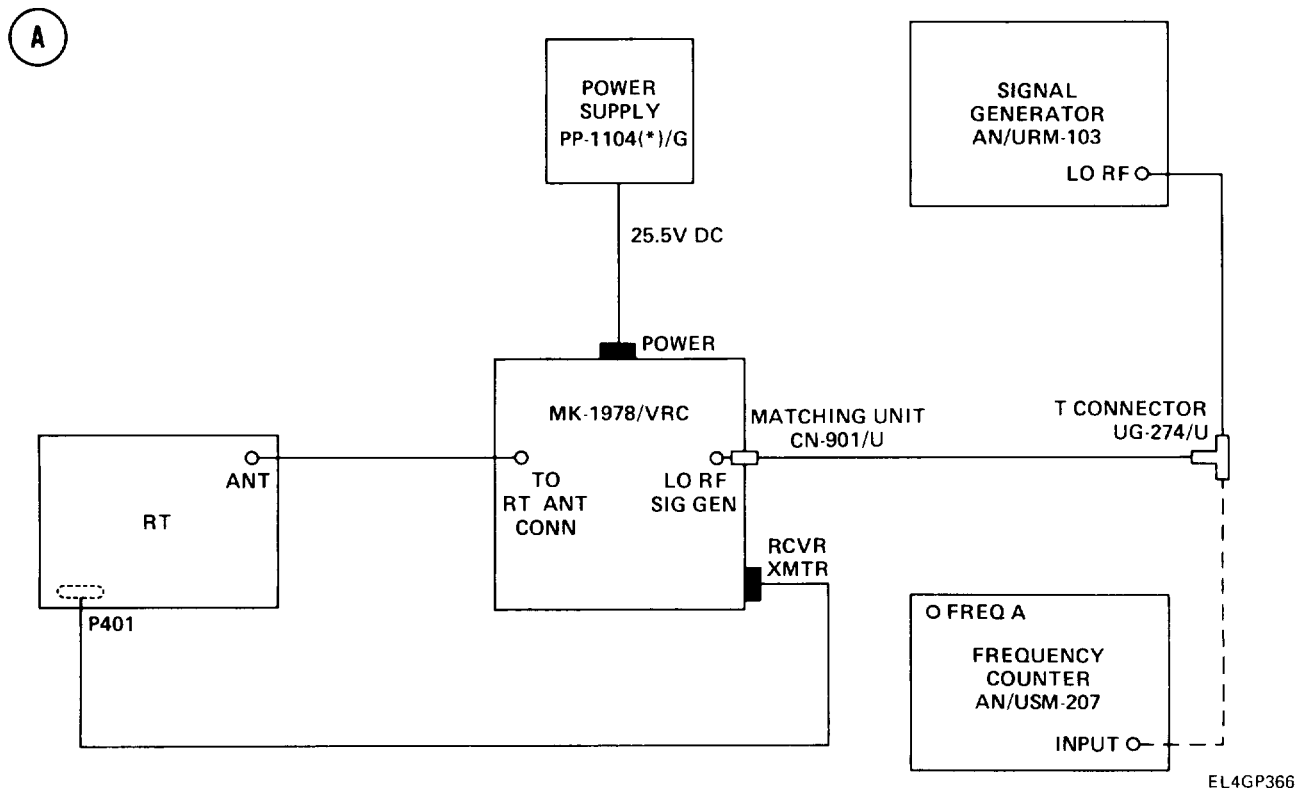 A
POWER
SUPPLY
PP-1104(*)/G
SIGNAL
GENERATOR
AN/URM-103
LO RF
25.5V DC
POWER
MK-1978/VRC
MATCHING UNIT
CN-901/U
T CONNECTOR
UG-274/U
ANT
RT
TO
RT ANT
CONN
LO RF
SIG GEN
RCVR
XMTR
P401
FREQ A
FREQUENCY
COUNTER
AN/USM-207
INPUT
EL4GP366